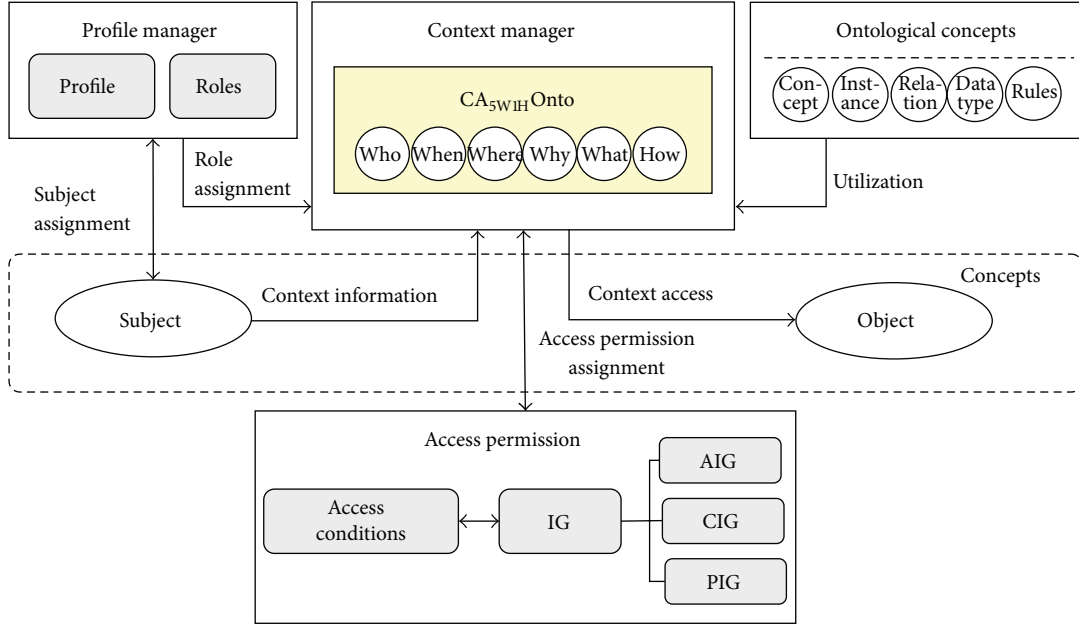 Profile manager
Profile
Roles
Context manager
CA5W1HOnto
Who
When
Where
Why
What
How
Ontological concepts
Con-
cept
Inst-
ance
Rela-
tion
Data
type
Rules
Subject
assignment
Role
assignment
Utilization
Concepts
Subject
Context information
Context access
Object
Access permission
assignment
Access permission
Access
conditions
IG
AIG
CIG
PIG